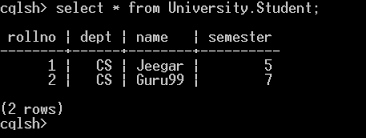 cqlsh> select * from University.Student;
rollno | dept | name | semester
--------+------+---------+----------
1 | CS | Jeegar | 5
2 | CS | Guru99 | 7
(2 rows)
cqlsh>